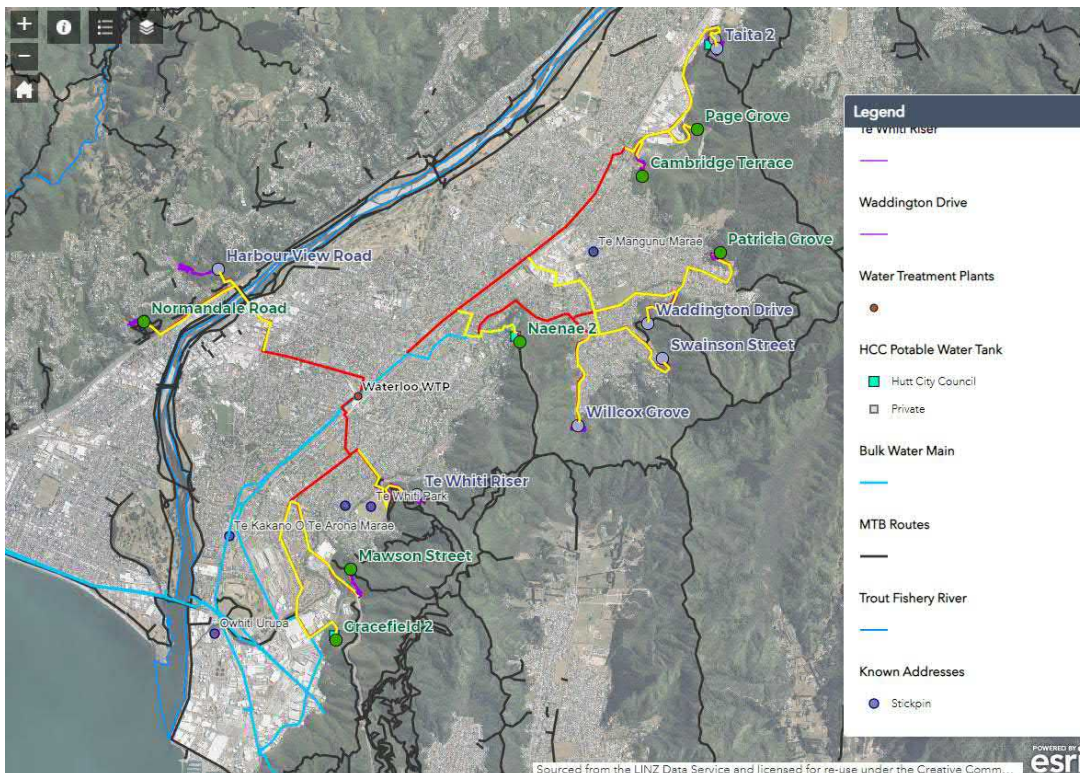 +
−
Taita 2
Page Grove
Cambridge Terrace
Te Mangunu Marae
Patricia Grove
Harbour View Road
Normandale Road
Waddington Drive
Naenae 2
Swainson Street
Waterloo WTP
Willcox Grove
Te Whiti Riser
Te Whiti Park
Te Kakano O Te Aroha Marae
Mawson Street
Owhiti Urupa
Gracefield 2
Legend
Te Whiti Riser
Waddington Drive
Water Treatment Plants
HCC Potable Water Tank
Hutt City Council
Private
Bulk Water Main
MTB Routes
Trout Fishery River
Known Addresses
Stickpin
POWERED BY
esri
Sourced from the LINZ Data Service and licensed for re-use under the Creative Comm...